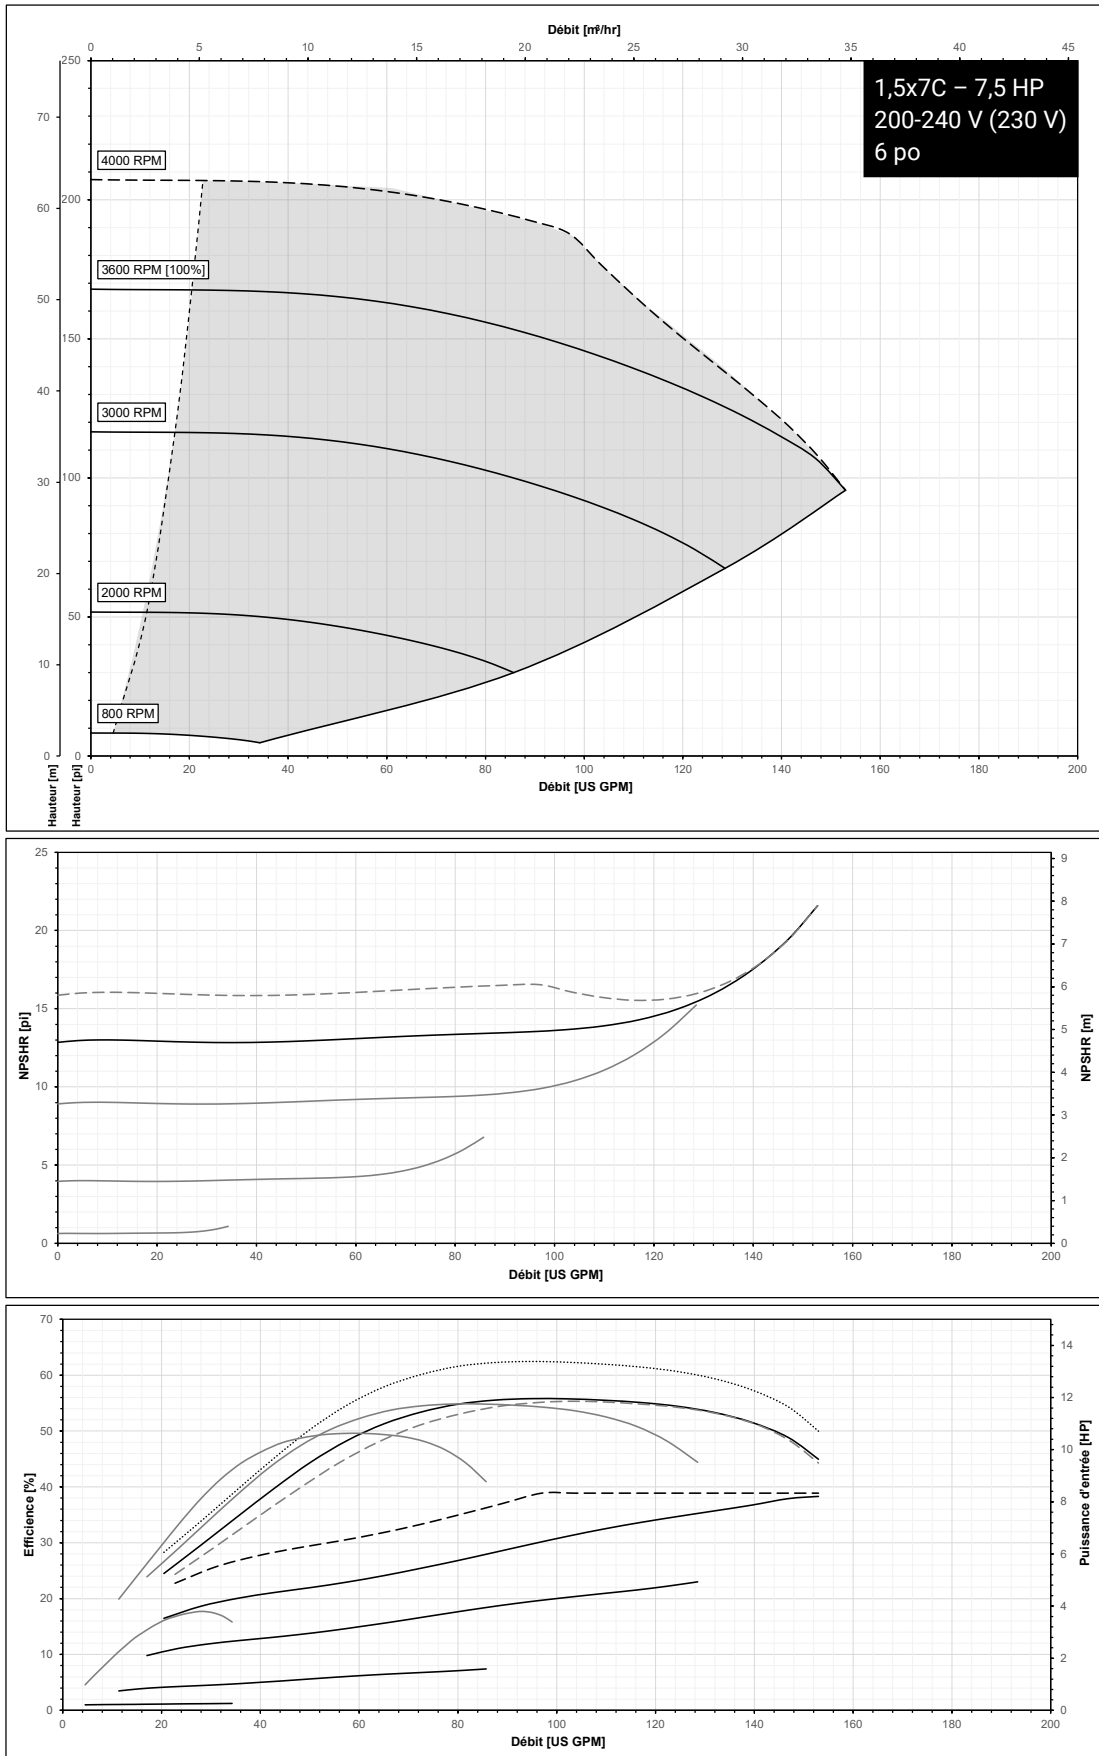 Débit [m³/hr]
0 5 10 15 20 25 30 35 40 45
1,5x7C – 7,5 HP
200-240 V (230 V)
6 po
250
200
150
100
50
0
70
60
50
40
30
20
10
0
4000 RPM
3600 RPM [100%]
3000 RPM
2000 RPM
800 RPM
0 20 40 60 80 100 120 140 160 180 200
Débit [US GPM]
Hauteur [m]
Hauteur [pi]
25
20
15
10
5
0
NPSHR [pi]
9
8
7
6
5
4
3
2
1
0
NPSHR [m]
0 20 40 60 80 100 120 140 160 180 200
Débit [US GPM]
70
60
50
40
30
20
10
0
Efficience [%]
14
12
10
8
6
4
2
0
Puissance d'entrée [HP]
0 20 40 60 80 100 120 140 160 180 200
Débit [US GPM]